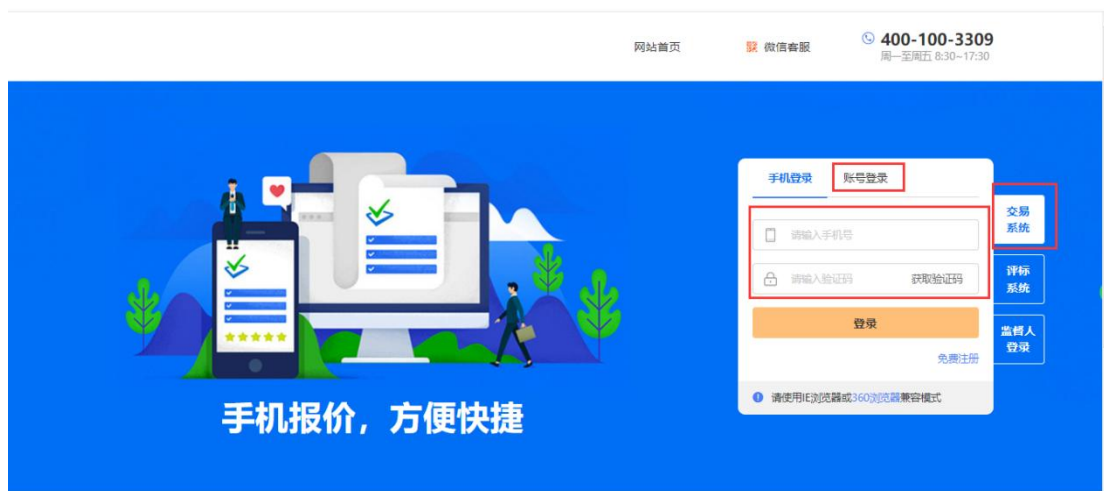 网站首页
微信客服
400-100-3309
周一至周五 8:30~17:30
手机登录
账号登录
请输入手机号
请输入验证码
获取验证码
登录
免费注册
请使用IE浏览器或360浏览器兼容模式
交易
系统
评标
系统
监督人
登录
手机报价，方便快捷